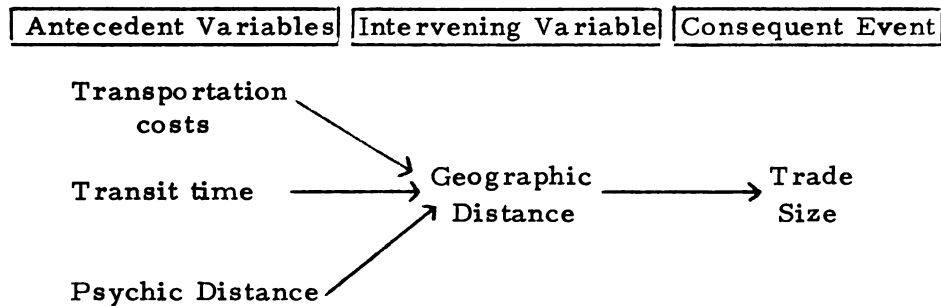 Antecedent Variables Intervening Variable Consequent Event
Transportation
costs
Transit time
Psychic Distance
Geographic
Distance
Trade
Size